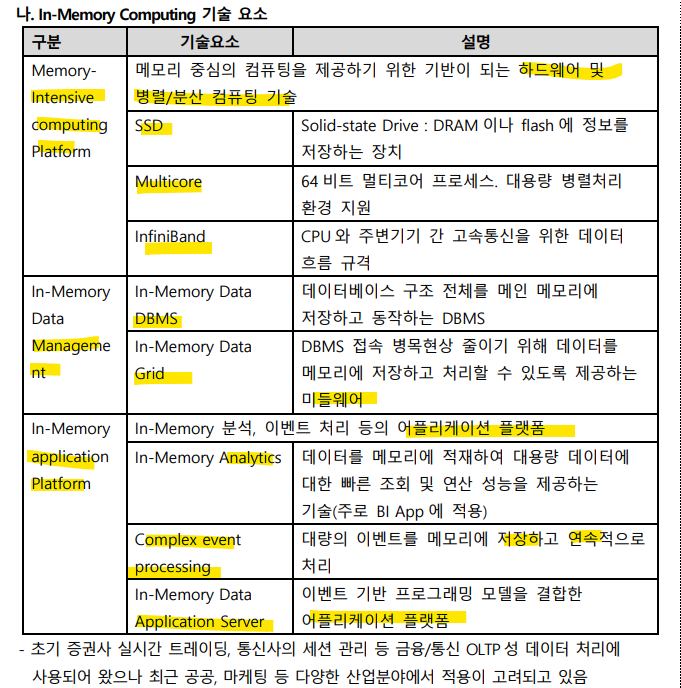 나. In-Memory Computing 기술 요소
구분 기술요소 설명
Memory-
Intensive
computing
Platform
메모리 중심의 컴퓨팅을 제공하기 위한 기반이 되는 하드웨어 및
병렬/분산 컴퓨팅 기술
SSD
Solid-state Drive : DRAM 이나 flash 에 정보를
저장하는 장치
Multicore
64 비트 멀티코어 프로세스. 대용량 병렬처리
환경 지원
InfiniBand
CPU 와 주변기기 간 고속통신을 위한 데이터
흐름 규격
In-Memory
Data
Manageme
nt
In-Memory Data
DBMS
데이터베이스 구조 전체를 메인 메모리에
저장하고 동작하는 DBMS
In-Memory Data
Grid
DBMS 접속 병목현상 줄이기 위해 데이터를
메모리에 저장하고 처리할 수 있도록 제공하는
미들웨어
In-Memory
application
Platform
In-Memory 분석, 이벤트 처리 등의 어플리케이션 플랫폼
In-Memory Analytics
데이터를 메모리에 적재하여 대용량 데이터에
대한 빠른 조회 및 연산 성능을 제공하는
기술(주로 BI App 에 적용)
Complex event
processing
대량의 이벤트를 메모리에 저장하고 연속적으로
처리
In-Memory Data
Application Server
이벤트 기반 프로그래밍 모델을 결합한
어플리케이션 플랫폼
- 초기 증권사 실시간 트레이딩, 통신사의 세션 관리 등 금융/통신 OLTP 성 데이터 처리에
사용되어 왔으나 최근 공공, 마케팅 등 다양한 산업분야에서 적용이 고려되고 있음